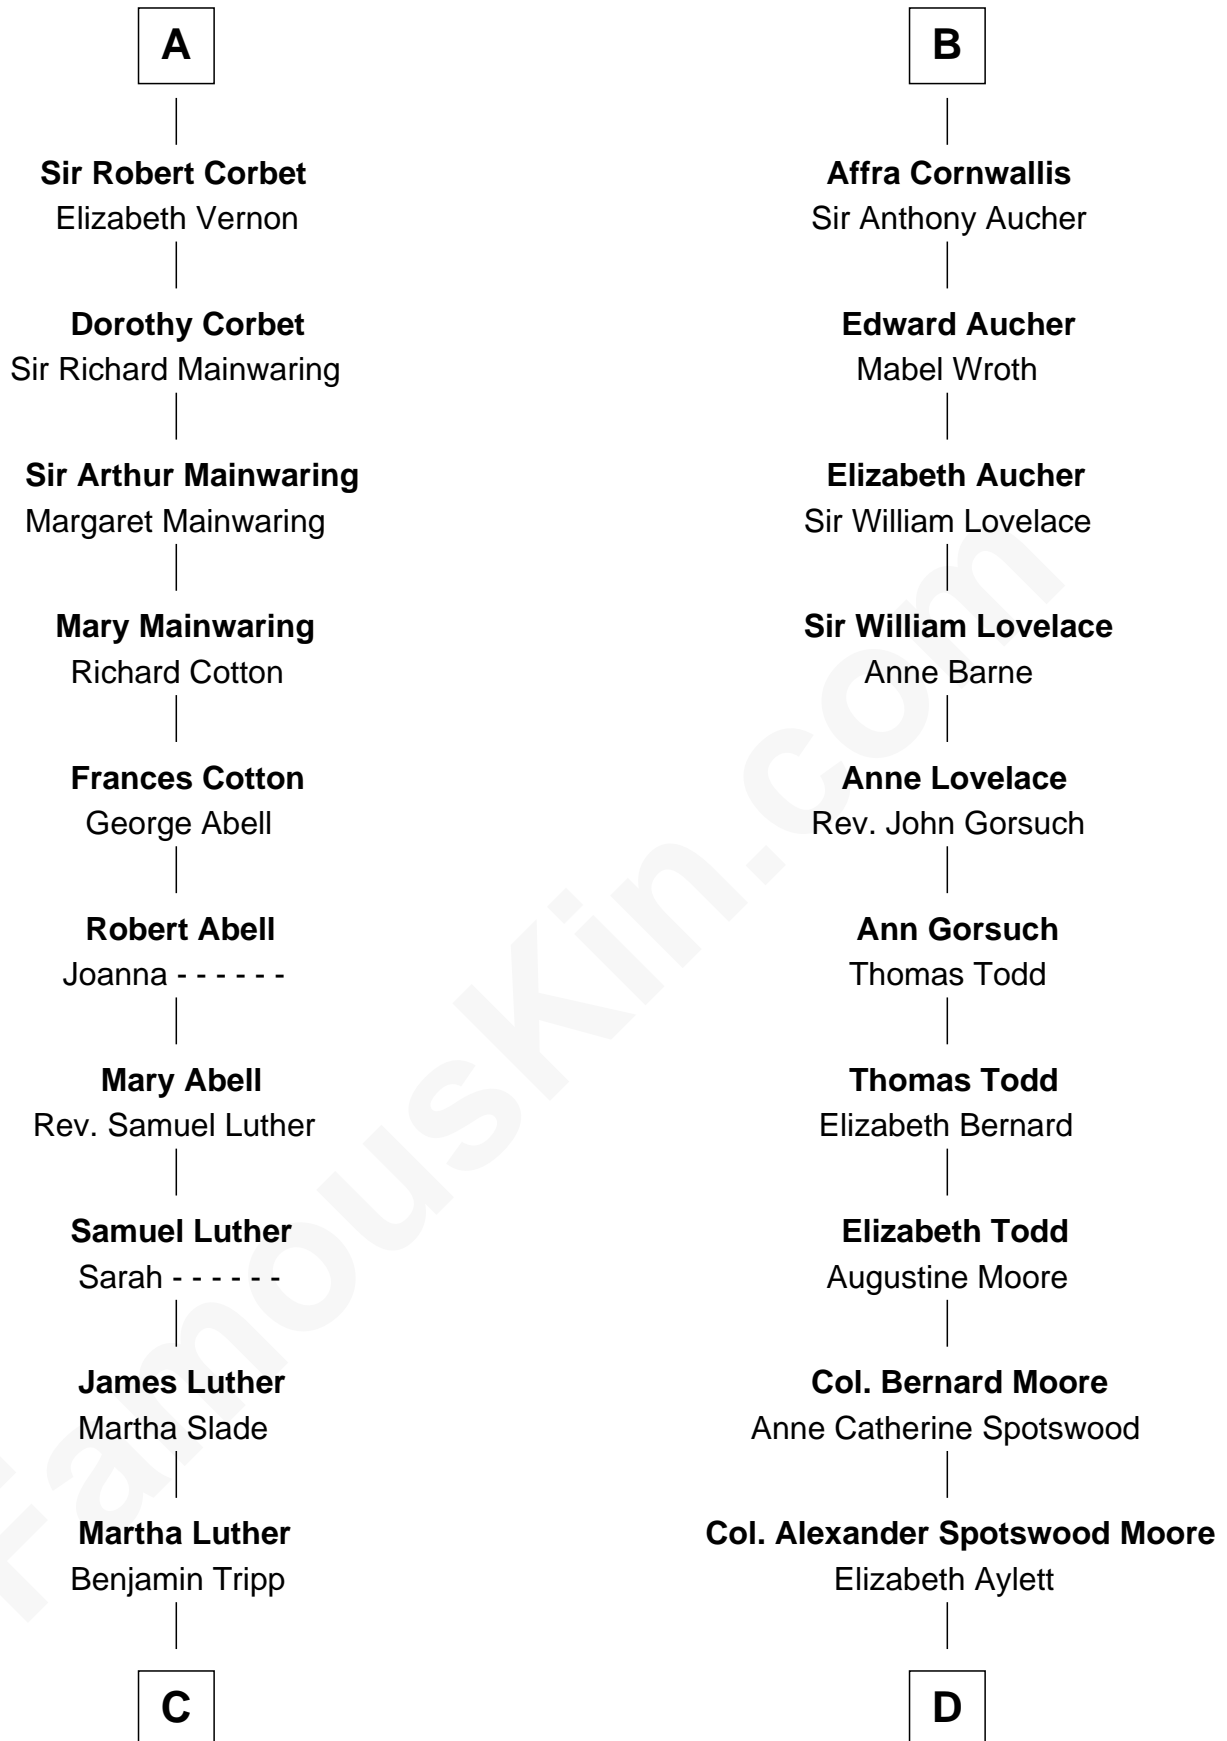 A
Sir Robert Corbet
Elizabeth Vernon
Dorothy Corbet
Sir Richard Mainwaring
Sir Arthur Mainwaring
Margaret Mainwaring
Mary Mainwaring
Richard Cotton
Frances Cotton
George Abell
Robert Abell
Joanna - - - - - -
Mary Abell
Rev. Samuel Luther
Samuel Luther
Sarah - - - - - -
James Luther
Martha Slade
Martha Luther
Benjamin Tripp
C
B
Affra Cornwallis
Sir Anthony Aucher
Edward Aucher
Mabel Wroth
Elizabeth Aucher
Sir William Lovelace
Sir William Lovelace
Anne Barne
Anne Lovelace
Rev. John Gorsuch
Ann Gorsuch
Thomas Todd
Thomas Todd
Elizabeth Bernard
Elizabeth Todd
Augustine Moore
Col. Bernard Moore
Anne Catherine Spotswood
Col. Alexander Spotswood Moore
Elizabeth Aylett
D
FamousKin.com